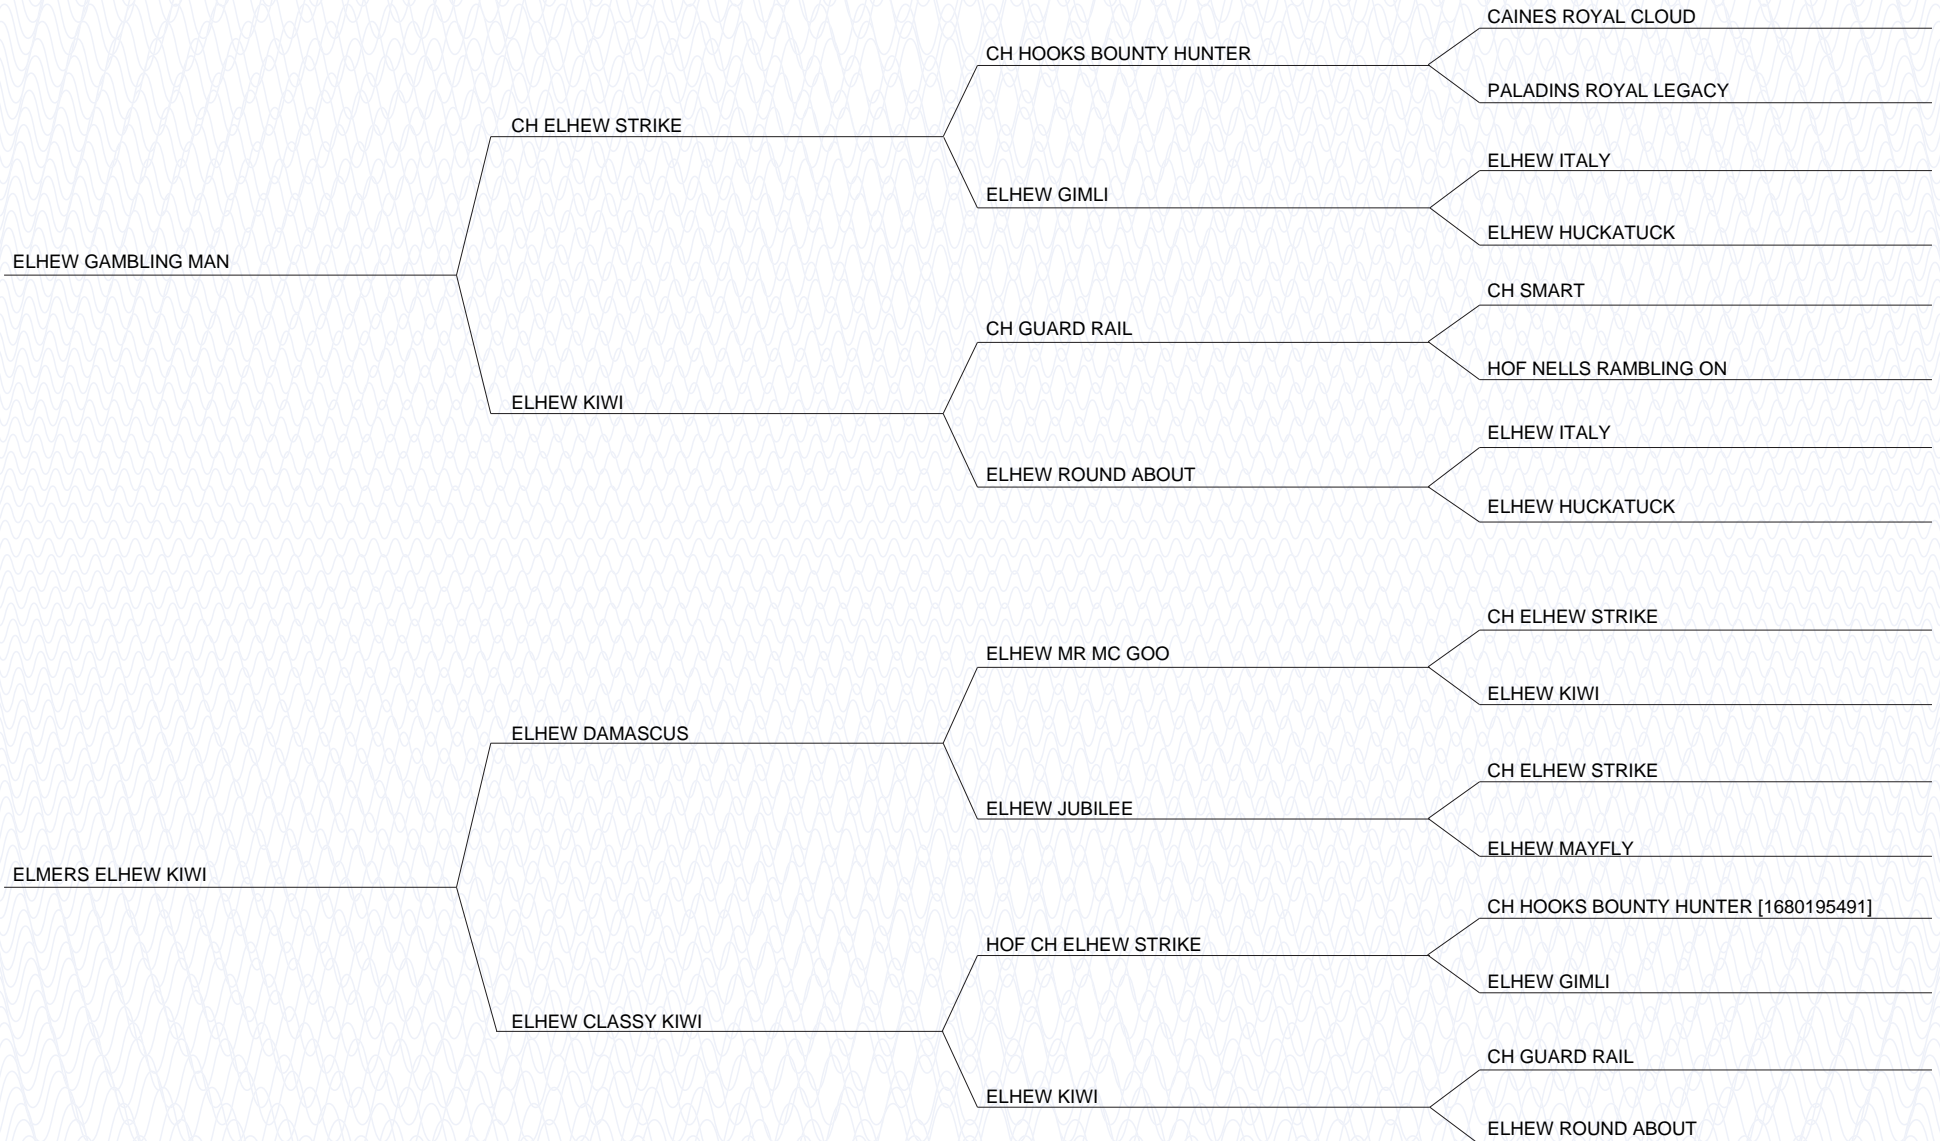 CAINES ROYAL CLOUD
CH HOOKS BOUNTY HUNTER
PALADINS ROYAL LEGACY
CH ELHEW STRIKE
ELHEW ITALY
ELHEW GIMLI
ELHEW HUCKATUCK
ELHEW GAMBLING MAN
CH SMART
CH GUARD RAIL
HOF NELLS RAMBLING ON
ELHEW KIWI
ELHEW ITALY
ELHEW ROUND ABOUT
ELHEW HUCKATUCK
CH ELHEW STRIKE
ELHEW MR MC GOO
ELHEW KIWI
ELHEW DAMASCUS
CH ELHEW STRIKE
ELHEW JUBILEE
ELHEW MAYFLY
ELMERS ELHEW KIWI
CH HOOKS BOUNTY HUNTER [1680195491]
HOF CH ELHEW STRIKE
ELHEW GIMLI
ELHEW CLASSY KIWI
CH GUARD RAIL
ELHEW KIWI
ELHEW ROUND ABOUT